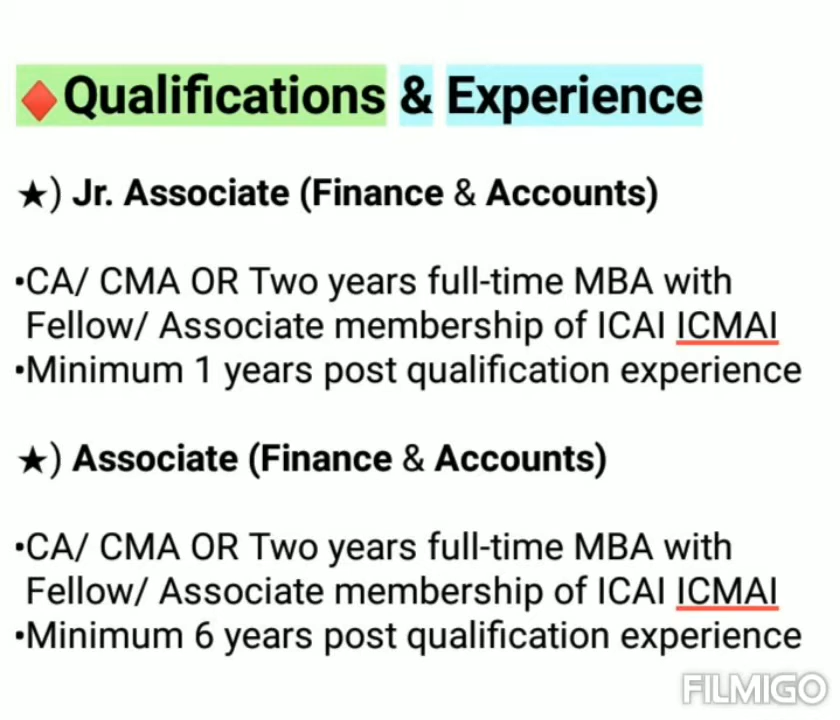 ♦Qualifications & Experience
★) Jr. Associate (Finance & Accounts)
•CA/ CMA OR Two years full-time MBA with
Fellow/ Associate membership of ICAI ICMAI
•Minimum 1 years post qualification experience
★) Associate (Finance & Accounts)
•CA/ CMA OR Two years full-time MBA with
Fellow/ Associate membership of ICAI ICMAI
•Minimum 6 years post qualification experience
FILMIGO